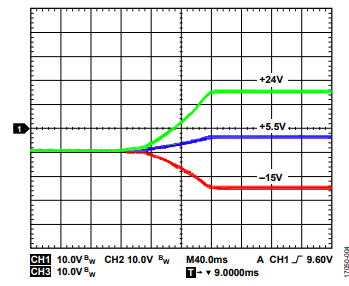 +24V
1
+5.5V
–15V
CH1 10.0V BW CH2 10.0V BW M40.0ms A CH1 9.60V
CH3 10.0V BW T 9.0000ms
17050-004